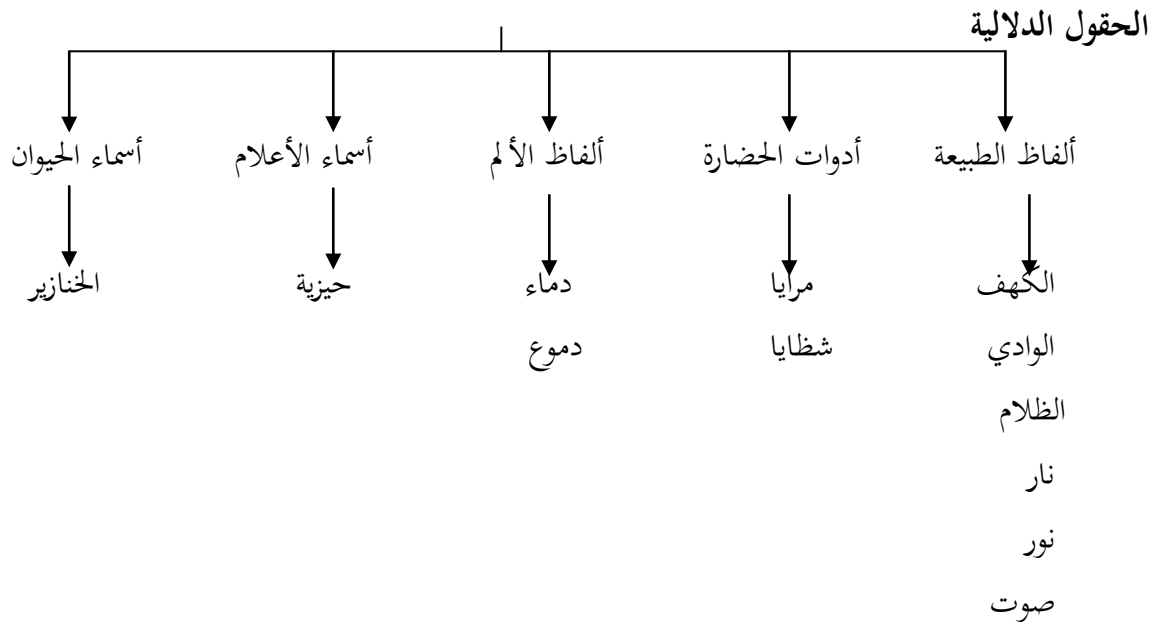 الحقول الدلالية
ألفاظ الطبيعة أدوات الحضارة ألفاظ الألم أسماء الأعلام أسماء الحيوان
الكهف مرايا دماء حيزية الخنازير
الوادي شظايا دموع
الظلام
نار
نور
صوت